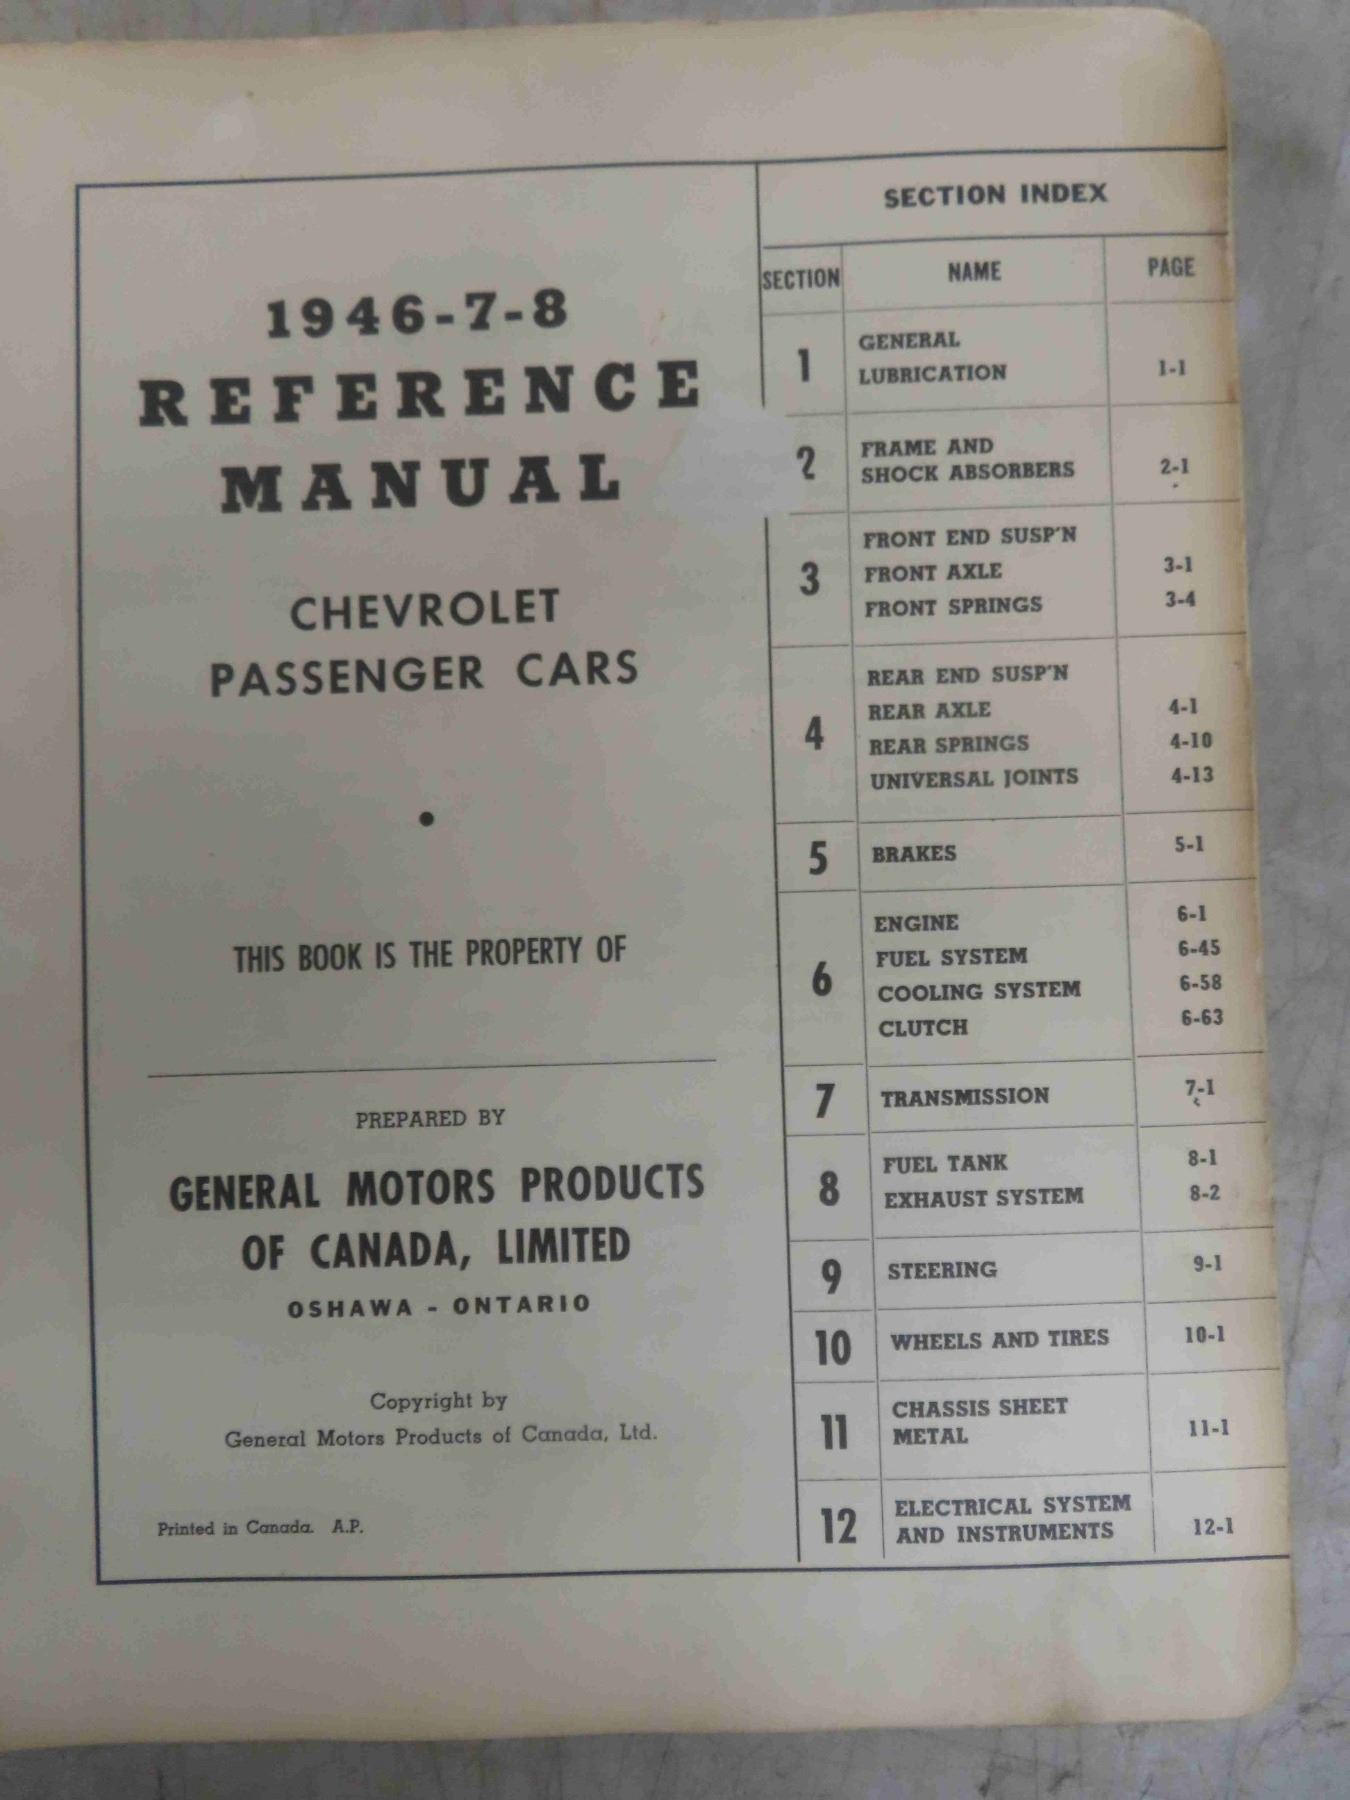 1946-7-8
REFERENCE
MANUAL
CHEVROLET
PASSENGER CARS
•
THIS BOOK IS THE PROPERTY OF
PREPARED BY
GENERAL MOTORS PRODUCTS
OF CANADA, LIMITED
OSHAWA - ONTARIO
Copyright by
General Motors Products of Canada, Ltd.
Printed in Canada. A.P.
SECTION INDEX
SECTION NAME PAGE
1 GENERAL
LUBRICATION 1-1
2 FRAME AND
SHOCK ABSORBERS 2-1
FRONT END SUSP'N
3 FRONT AXLE 3-1
FRONT SPRINGS 3-4
REAR END SUSP'N
REAR AXLE 4-1
4 REAR SPRINGS 4-10
UNIVERSAL JOINTS 4-13
5 BRAKES 5-1
ENGINE 6-1
FUEL SYSTEM 6-45
6 COOLING SYSTEM 6-58
CLUTCH 6-63
7 TRANSMISSION 7-1
8 FUEL TANK 8-1
EXHAUST SYSTEM 8-2
9 STEERING 9-1
10 WHEELS AND TIRES 10-1
11 CHASSIS SHEET
METAL 11-1
12 ELECTRICAL SYSTEM
AND INSTRUMENTS 12-1